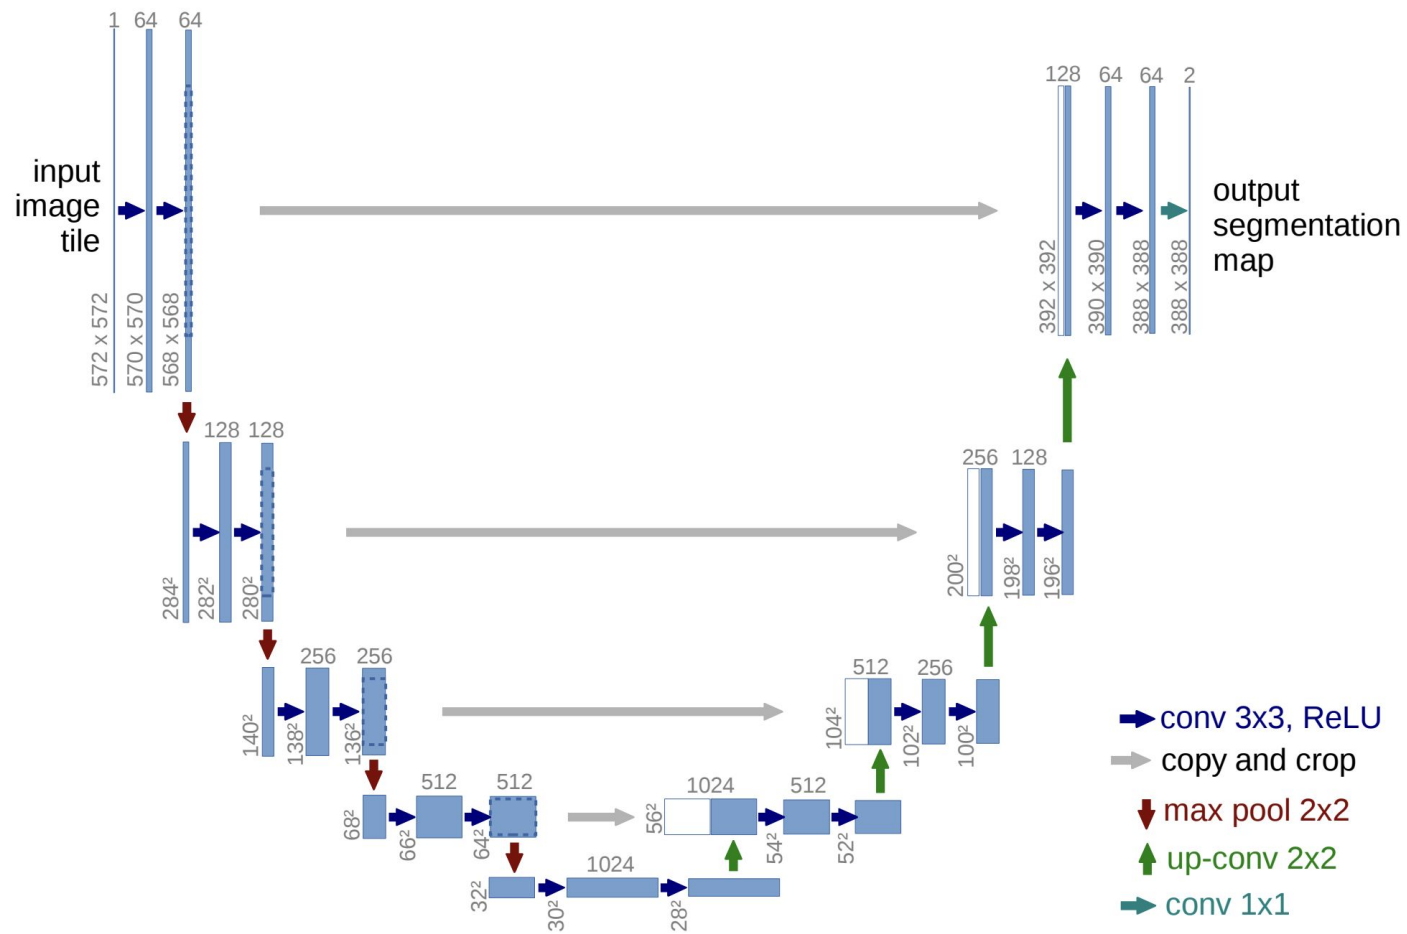 1 64 64
input
image
tile
572 x 572
570 x 570
568 x 568
128 64 64 2
392 x 392
390 x 390
388 x 388
388 x 388
output
segmentation
map
128 128
284²
282²
280²
256 128
200²
198²
196²
256 256
140²
138²
136²
512 256
104²
102²
100²
512 512
68²
66²
64²
1024 512
56²
54²
52²
1024
32²
30²
28²
conv 3x3, ReLU
copy and crop
max pool 2x2
up-conv 2x2
conv 1x1